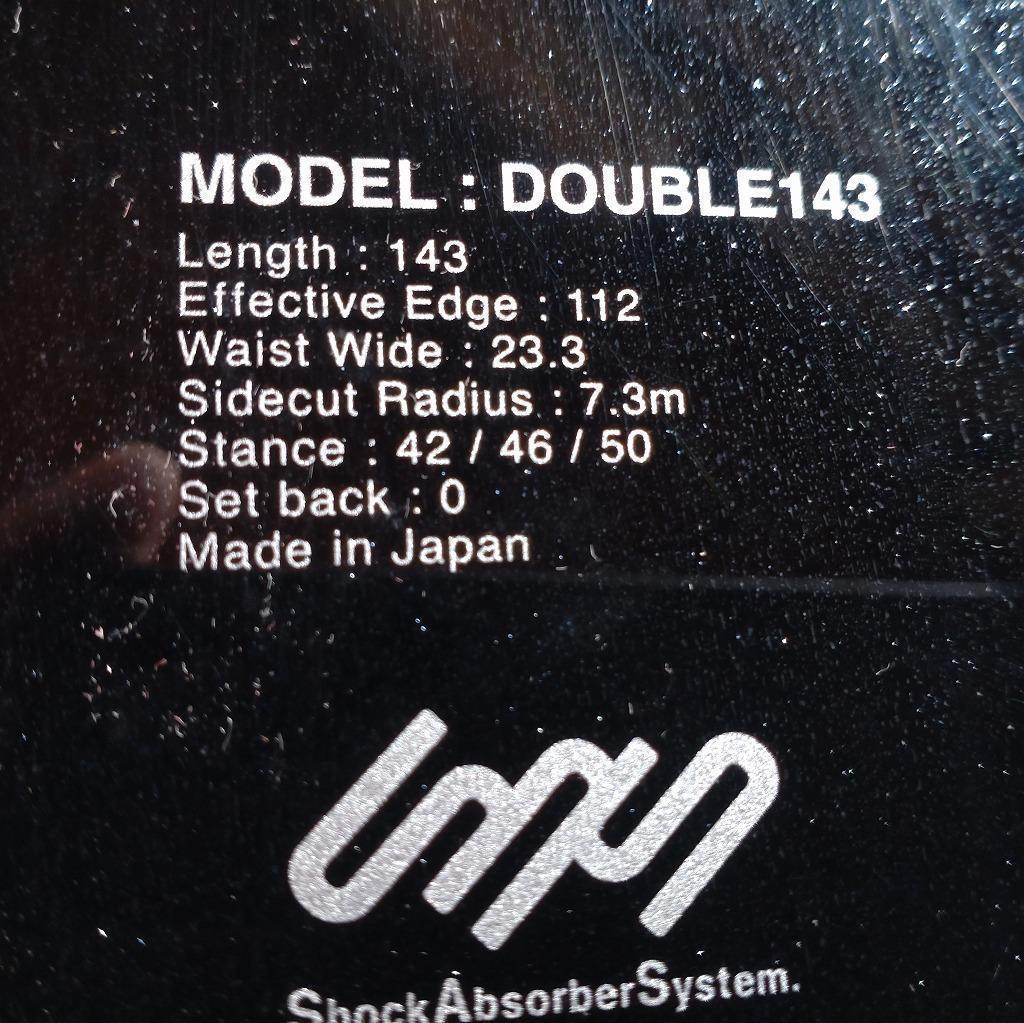 MODEL : DOUBLE143
Length : 143
Effective Edge : 112
Waist Wide : 23.3
Sidecut Radius : 7.3m
Stance : 42 / 46 / 50
Set back : 0
Made in Japan
ShockAbsorberSystem.